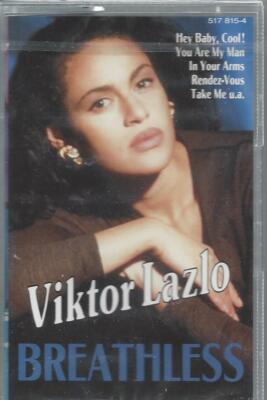 517 815-4
Hey Baby, Cool!
You Are My Man
In Your Arms
Rendez-Vous
Take Me u.a.
Viktor Lazlo
BREATHLESS